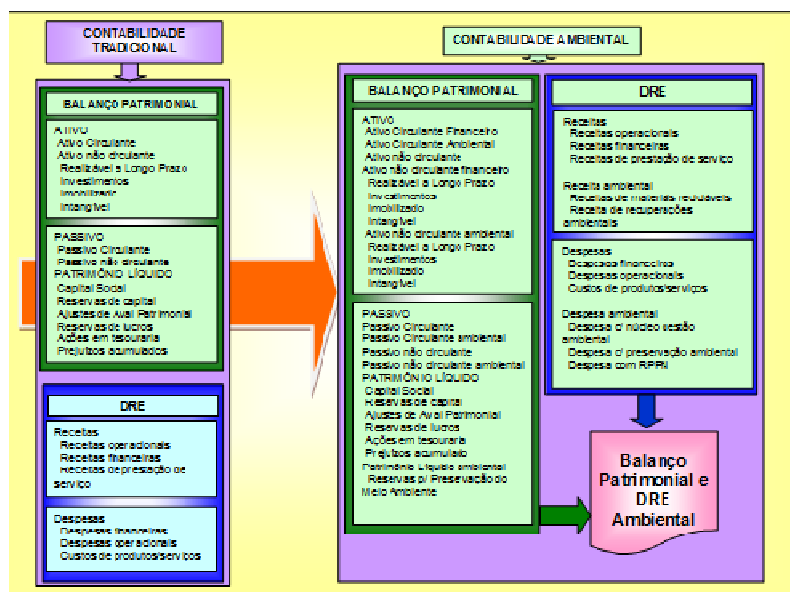 CONTABILIDADE
TRADICIONAL
BALANÇO PATRIMONIAL
ATIVO
Ativo Circulante
Ativo não circulante
Realizável a Longo Prazo
Investimentos
Imobilizado
Intangível
PASSIVO
Passivo Circulante
Passivo não circulante
PATRIMÔNIO LÍQUIDO
Capital Social
Reservas de capital
Ajustes de Aval Patrimonial
Reservas de lucros
Ações em tesouraria
Prejuízos acumulados
DRE
Receitas
Receitas operacionais
Receitas financeiras
Receitas de prestação de
serviço
Despesas
Despesas financeiras
Despesas operacionais
Custos de produtos/serviços
CONTABILIDADE AMBIENTAL
BALANÇO PATRIMONIAL
ATIVO
Ativo Circulante Financeiro
Ativo Circulante Ambiental
Ativo não circulante
Ativo não circulante financeiro
Realizável a Longo Prazo
Investimentos
Imobilizado
Intangível
Ativo não circulante ambiental
Realizável a Longo Prazo
Investimentos
Imobilizado
Intangível
PASSIVO
Passivo Circulante
Passivo Circulante ambiental
Passivo não circulante
Passivo não circulante ambiental
PATRIMÔNIO LÍQUIDO
Capital Social
Reservas de capital
Ajustes de Aval Patrimonial
Reservas de lucros
Ações em tesouraria
Prejuízos acumulado
Patrimônio Líquido ambiental
Reservas p/ Preservação do
Meio Ambiente
DRE
Receitas
Receitas operacionais
Receitas financeiras
Receitas de prestação de serviço
Receita ambiental
Receitas de materiais recicláveis
Receita de recuperações
ambientais
Despesas
Despesas financeiras
Despesas operacionais
Custos de produtos/serviços
Despesa ambiental
Despesa c/ núcleo gestão
ambiental
Despesa c/ preservação ambiental
Despesa com RPPN
Balanço
Patrimonial e
DRE
Ambiental